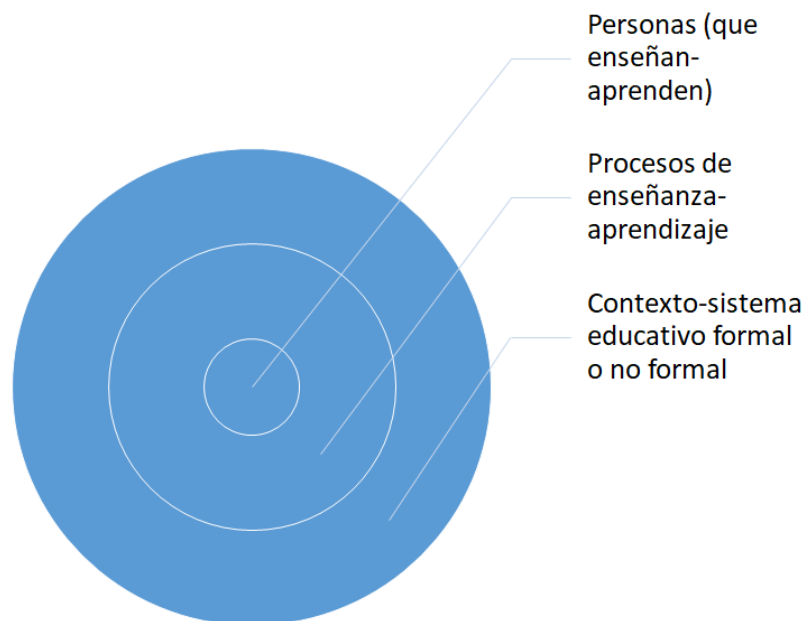 Personas (que
enseñan-
aprenden)
Procesos de
enseñanza-
aprendizaje
Contexto-sistema
educativo formal
o no formal